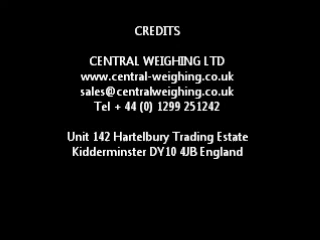 CREDITS
CENTRAL WEIGHING LTD
www.central-weighing.co.uk
sales@centralweighing.co.uk
Tel + 44 (0) 1299 251242
Unit 142 Hartelbury Trading Estate
Kidderminster DY10 4JB England